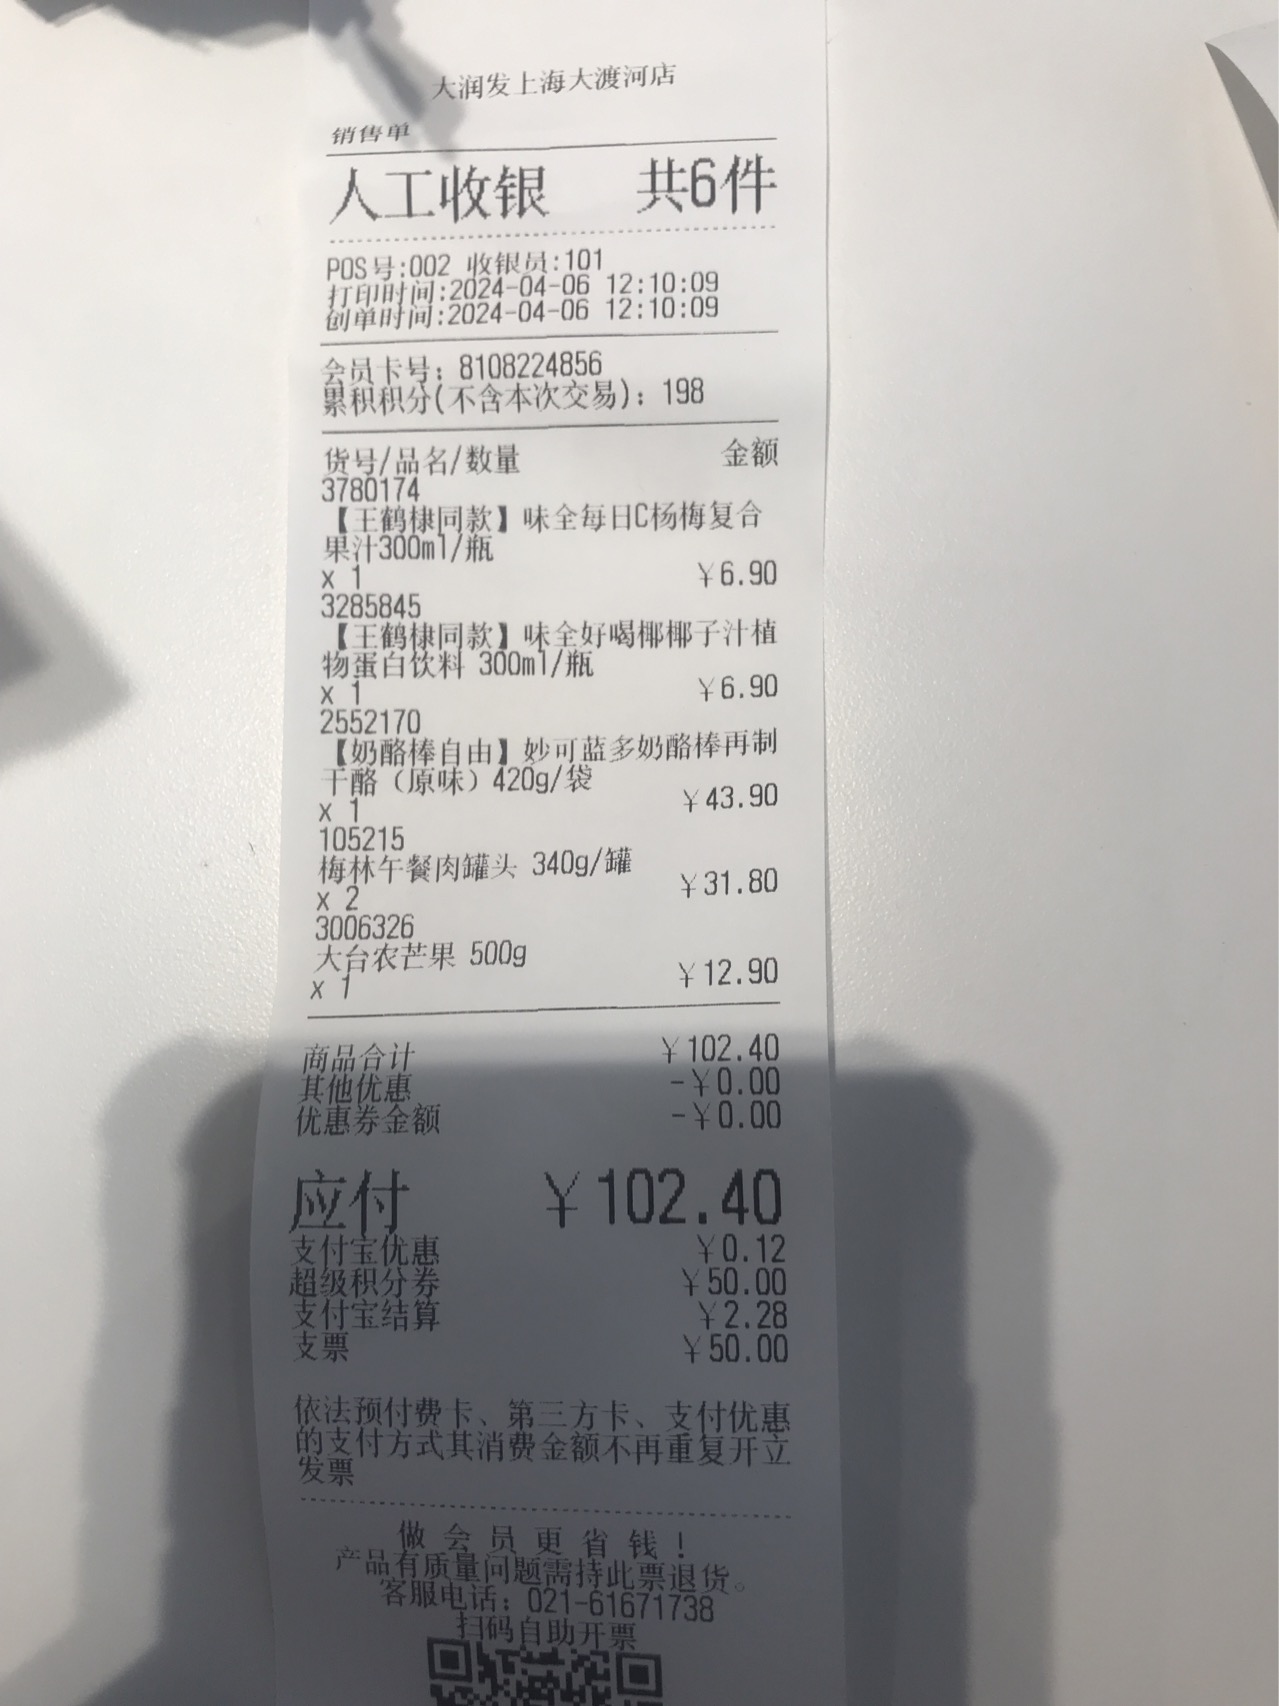 大润发上海大渡河店
销售单
人工收银 共6件
POS号:002 收银员:101
打印时间:2024-04-06 12:10:09
创单时间:2024-04-06 12:10:09
会员卡号：8108224856
累积积分(不含本次交易)：198
货号/品名/数量 金额
3780174
【王鹤棣同款】味全每日C杨梅复合
果汁300ml/瓶
x 1 ￥6.90
3285845
【王鹤棣同款】味全好喝椰椰子汁植
物蛋白饮料 300ml/瓶
x 1 ￥6.90
2552170
【奶酪棒自由】妙可蓝多奶酪棒再制
干酪（原味）420g/袋
x 1 ￥43.90
105215
梅林午餐肉罐头 340g/罐
x 2 ￥31.80
3006326
大台农芒果 500g
x 1 ￥12.90
商品合计 ￥102.40
其他优惠 -￥0.00
优惠券金额 -￥0.00
应付 ￥102.40
支付宝优惠 ￥0.12
超级积分券 ￥50.00
支付宝结算 ￥2.28
支票 ￥50.00
依法预付费卡、第三方卡、支付优惠
的支付方式其消费金额不再重复开立
发票
做会员更省钱！
产品有质量问题需持此票退货。
客服电话：021-61671738
扫码自助开票